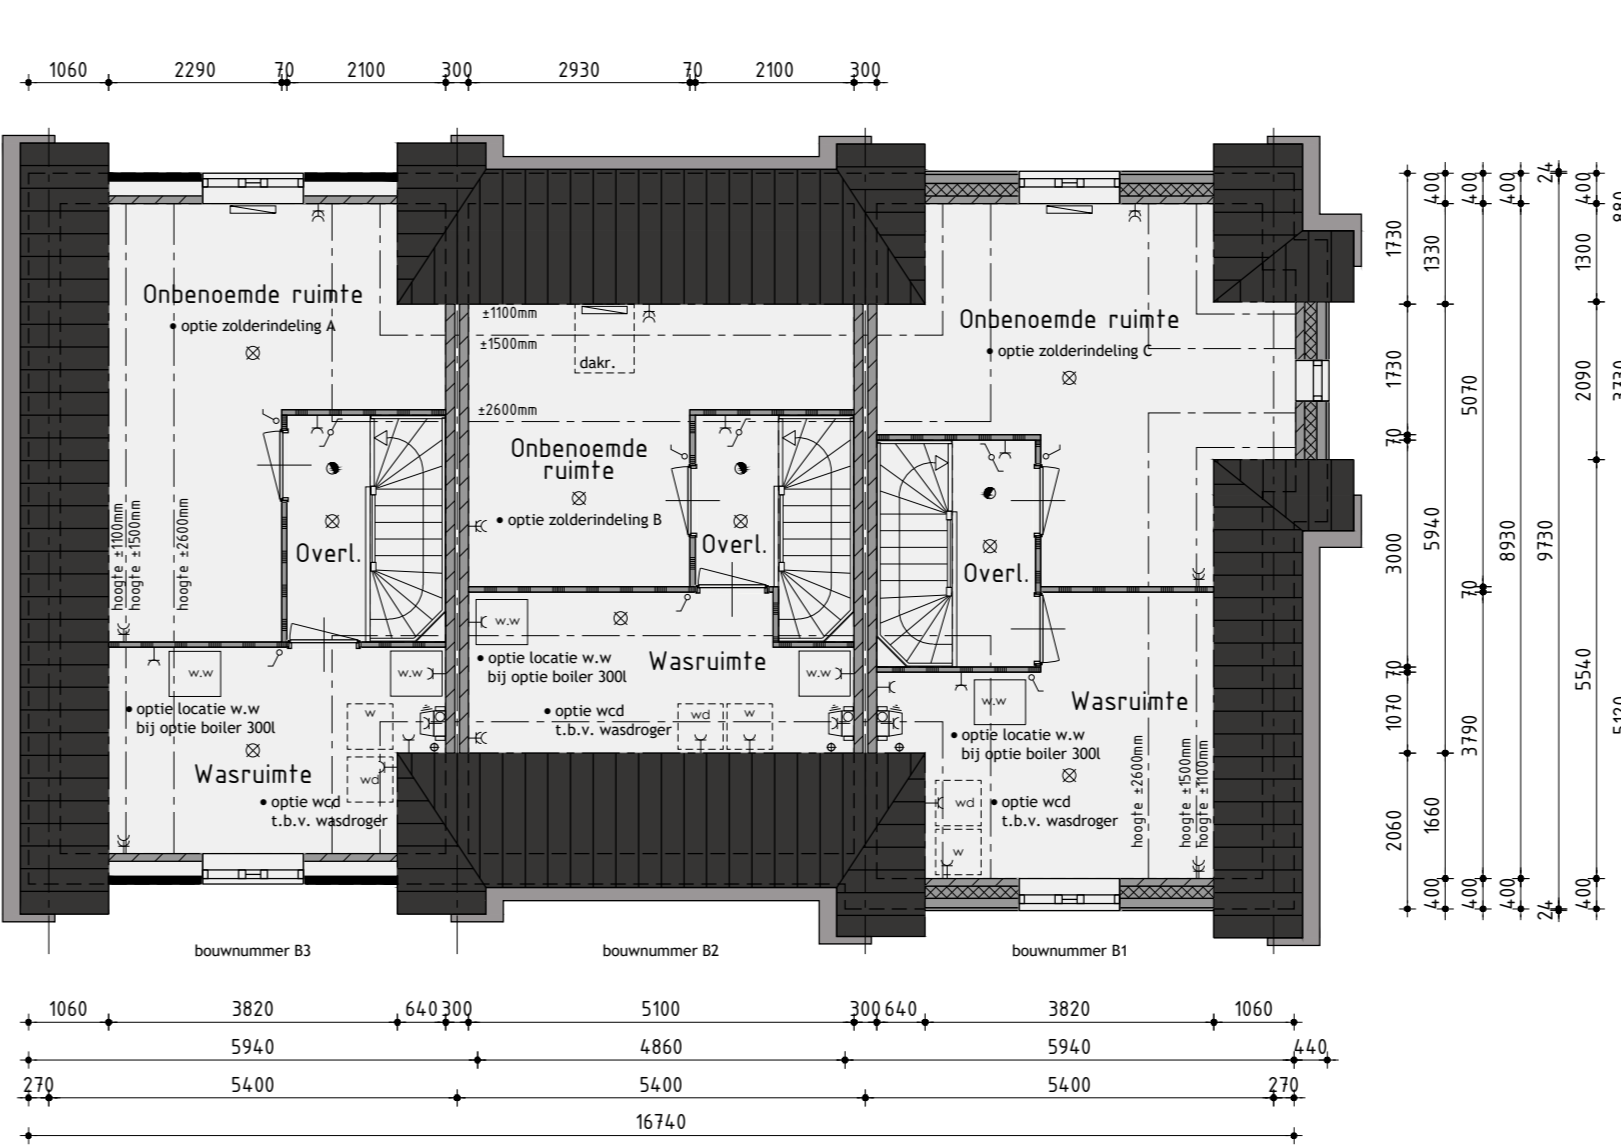 1060 2290 70 2100 300 2930 70 2100 300
Onbenoemde ruimte
• optie zolderindeling A
hoogte ±1100mm
hoogte ±1500mm
hoogte ±2600mm
Overl.
w.w
w.w
• optie locatie w.w
bij optie boiler 300l
w
wd
Wasruimte
• optie wcd
t.b.v. wasdroger
±1100mm
±1500mm
dakr.
±2600mm
Onbenoemde
ruimte
• optie zolderindeling B
Overl.
w.w
Wasruimte
• optie locatie w.w
bij optie boiler 300l
w.w
• optie wcd
t.b.v. wasdroger
wd
w
Onbenoemde ruimte
• optie zolderindeling C
Overl.
Wasruimte
w.w
• optie locatie w.w
bij optie boiler 300l
hoogte ±2600mm
hoogte ±1500mm
hoogte ±1100mm
wd
• optie wcd
t.b.v. wasdroger
w
bouwnummer B3
bouwnummer B2
bouwnummer B1
1060 3820 640 300 5100 300 640 3820 1060
5940 4860 5940 440
270 5400 5400 5400 270
16740
1730 1730 70 3000 70 1070 2060
400 1330 5940 1660 400
400 5070 70 3790 400
400 8930 400
24 9730 24
400 1300 2090 5540 400
880 3730 5120